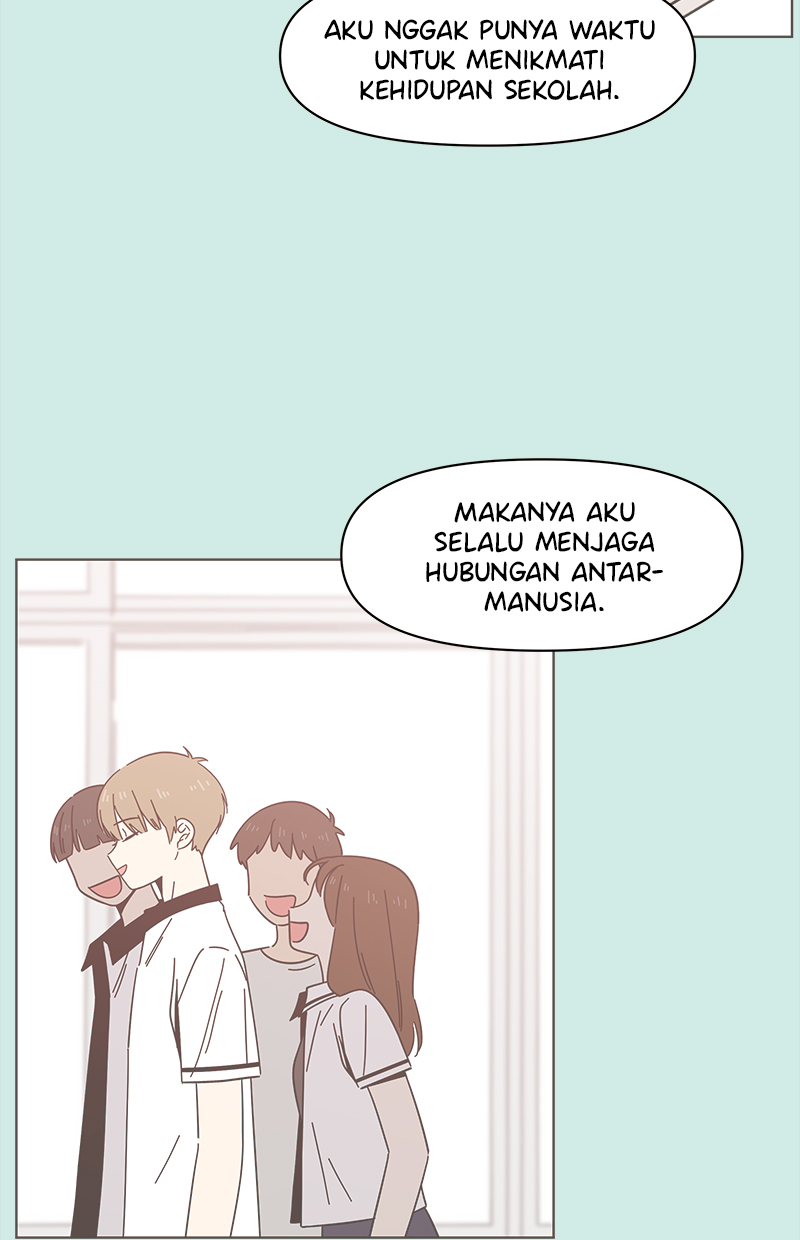 AKU NGGAK PUNYA WAKTU
UNTUK MENIKMATI
KEHIDUPAN SEKOLAH.
MAKANYA AKU
SELALU MENJAGA
HUBUNGAN ANTAR-
MANUSIA.